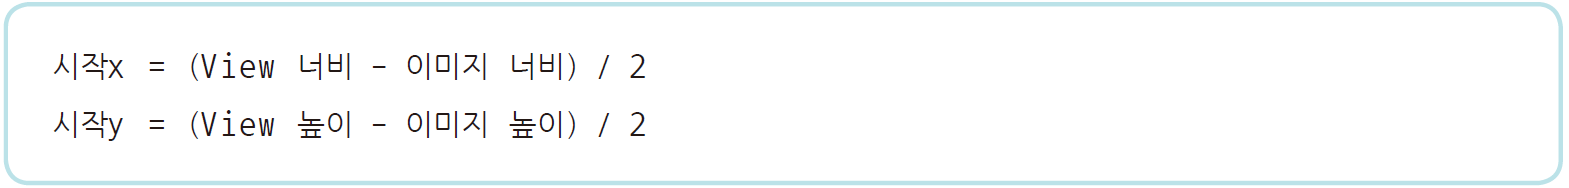 시작x = (View 너비 - 이미지 너비) / 2
시작y = (View 높이 - 이미지 높이) / 2